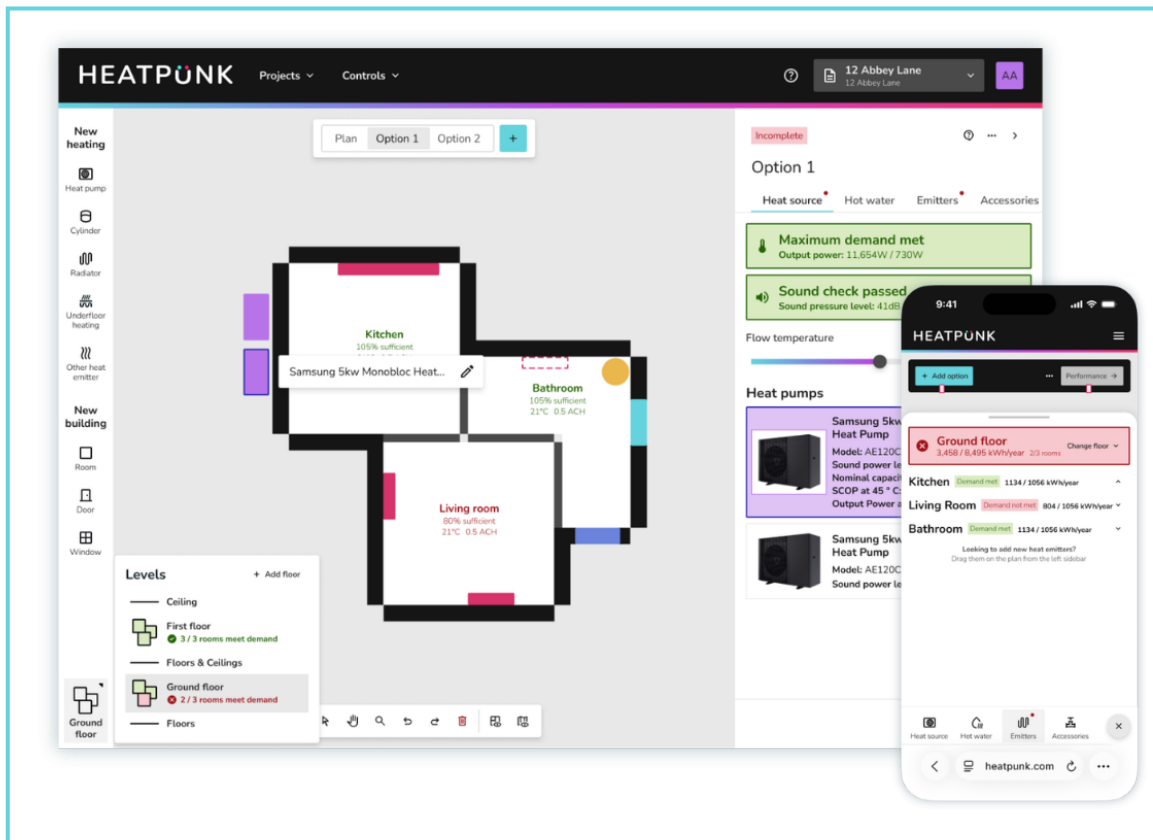 HEATPÜNK
Projects
Controls
12 Abbey Lane
12 Abbey Lane
AA
New
heating
Heat pump
Cylinder
Radiator
Underfloor
heating
Other heat
emitter
New
building
Room
Door
Window
Ground
floor
Plan
Option 1
Option 2
+
Kitchen
105% sufficient
Samsung 5kw Monobloc Heat...
Bathroom
105% sufficient
21°C 0.5 ACH
Living room
80% sufficient
21°C 0.5 ACH
Levels
+ Add floor
Ceiling
First floor
3 / 3 rooms meet demand
Floors & Ceilings
Ground floor
2 / 3 rooms meet demand
Floors
Incomplete
Option 1
Heat source
Hot water
Emitters
Accessories
Maximum demand met
Output power: 11,654W / 730W
Sound check passed
Sound pressure level: 41dB
Flow temperature
Heat pumps
Samsung 5kw
Heat Pump
Model: AE120C
Sound power le
Nominal capaci
SCOP at 45 ° C:
Output Power a
Samsung 5kw
Heat Pump
Model: AE120C
Sound power le
9:41
HEATPÜNK
+ Add option
Performance →
Ground floor
3,458 / 8,495 kWh/year 2/3 rooms
Change floor
Kitchen Demand met 1134 / 1056 kWh/year
Living Room Demand not met 804 / 1056 kWh/year
Bathroom Demand met 1134 / 1056 kWh/year
Looking to add new heat emitters?
Drag them on the plan from the left sidebar
Heat source
Hot water
Emitters
Accessories
heatpunk.com